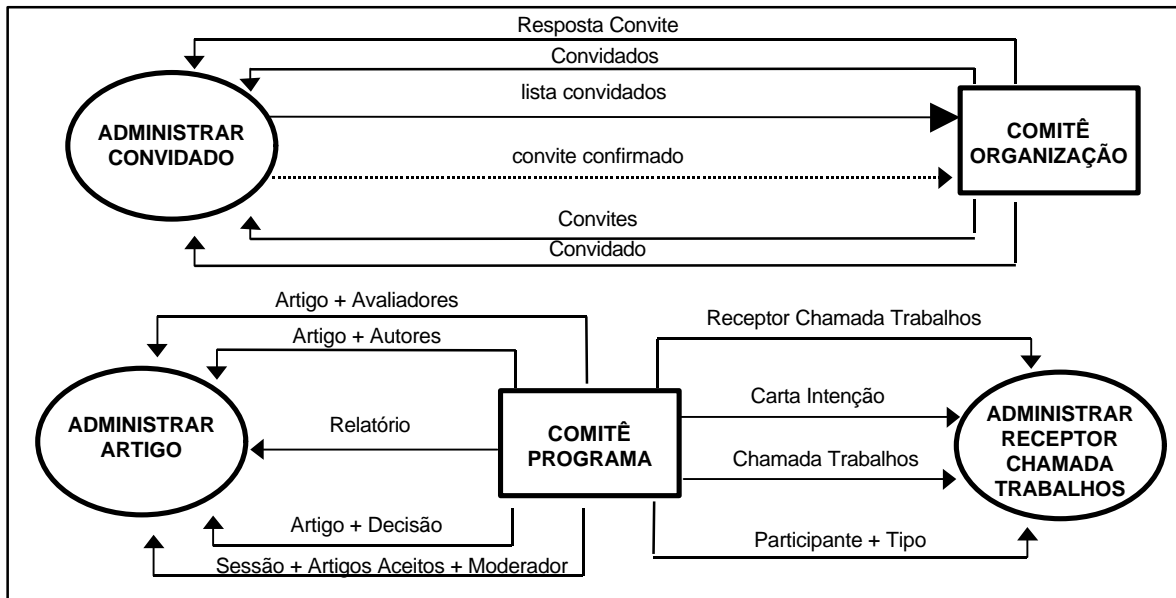 Resposta Convite
Convidados
lista convidados
ADMINISTRAR
CONVIDADO
COMITÊ
ORGANIZAÇÃO
convite confirmado
Convites
Convidado
Artigo + Avaliadores
Receptor Chamada Trabalhos
Artigo + Autores
Carta Intenção
ADMINISTRAR
ARTIGO
Relatório
COMITÊ
PROGRAMA
ADMINISTRAR
RECEPTOR
CHAMADA
TRABALHOS
Chamada Trabalhos
Artigo + Decisão
Participante + Tipo
Sessão + Artigos Aceitos + Moderador